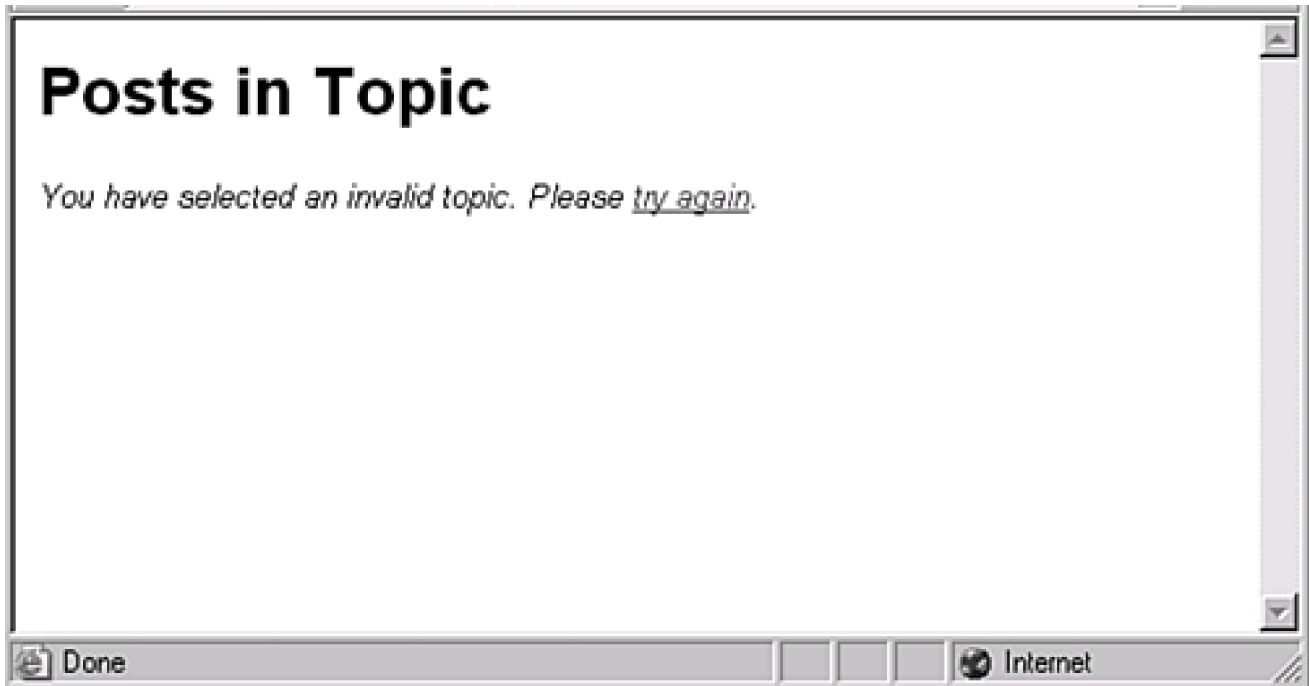 Posts in Topic
You have selected an invalid topic. Please try again.
Done
Internet